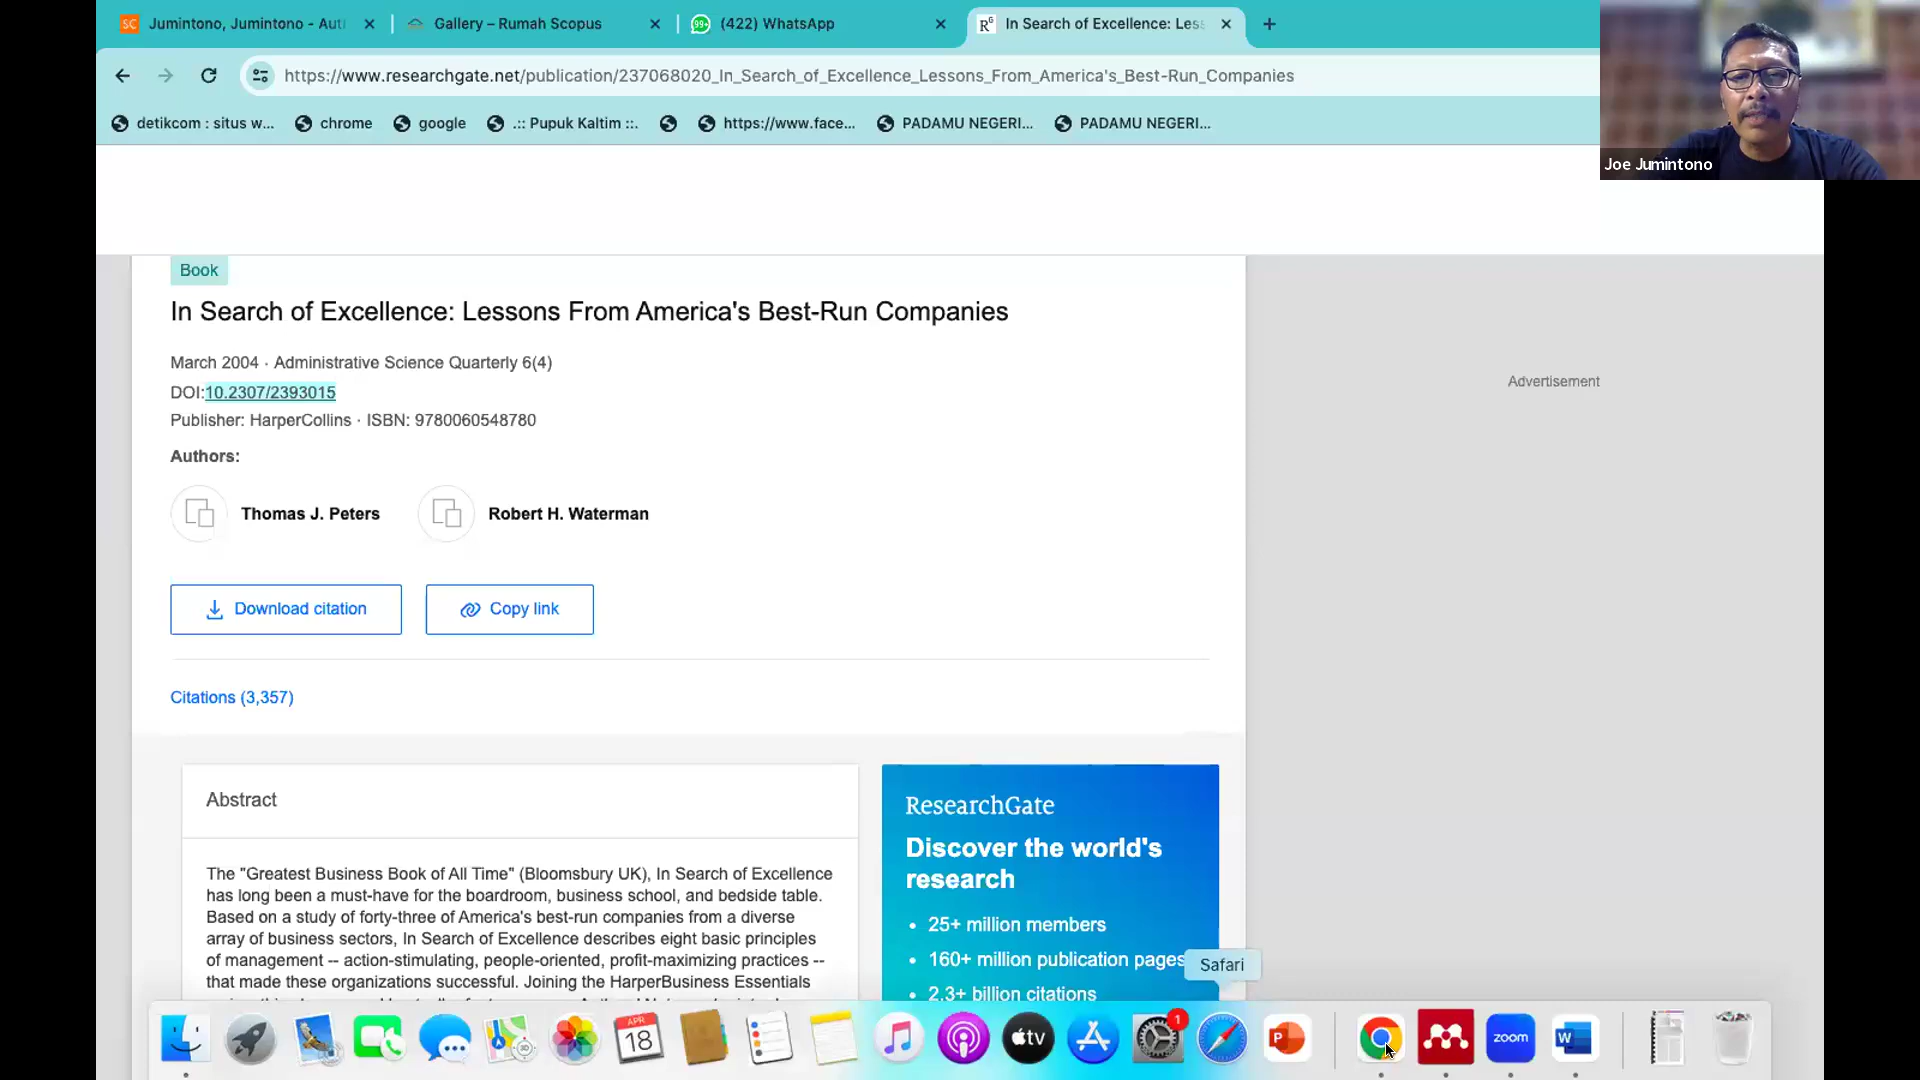 Jumintono, Jumintono - Aut
Gallery – Rumah Scopus
(422) WhatsApp
In Search of Excellence: Less
https://www.researchgate.net/publication/237068020_In_Search_of_Excellence_Lessons_From_America's_Best-Run_Companies
detikcom : situs w...
chrome
google
.:: Pupuk Kaltim ::.
https://www.face...
PADAMU NEGERI...
PADAMU NEGERI...
Joe Jumintono
Book
In Search of Excellence: Lessons From America's Best-Run Companies
March 2004 · Administrative Science Quarterly 6(4)
DOI:10.2307/2393015
Publisher: HarperCollins · ISBN: 9780060548780
Authors:
Thomas J. Peters
Robert H. Waterman
Download citation
Copy link
Citations (3,357)
Advertisement
Abstract
The "Greatest Business Book of All Time" (Bloomsbury UK), In Search of Excellence
has long been a must-have for the boardroom, business school, and bedside table.
Based on a study of forty-three of America's best-run companies from a diverse
array of business sectors, In Search of Excellence describes eight basic principles
of management -- action-stimulating, people-oriented, profit-maximizing practices --
that made these organizations successful. Joining the HarperBusiness Essentials
ResearchGate
Discover the world's
research
• 25+ million members
• 160+ million publication pages
• 2.3+ billion citations
Safari
APR
18
tv
1
P
zoom
W